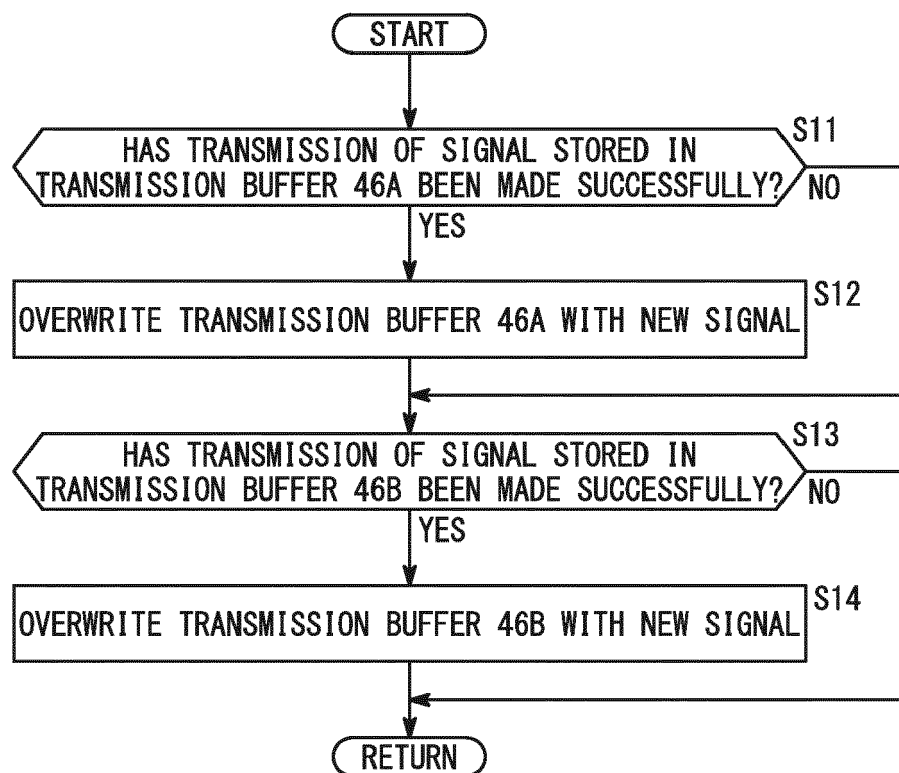 START
S11
HAS TRANSMISSION OF SIGNAL STORED IN
TRANSMISSION BUFFER 46A BEEN MADE SUCCESSFULLY?
NO
YES
S12
OVERWRITE TRANSMISSION BUFFER 46A WITH NEW SIGNAL
S13
HAS TRANSMISSION OF SIGNAL STORED IN
TRANSMISSION BUFFER 46B BEEN MADE SUCCESSFULLY?
NO
YES
S14
OVERWRITE TRANSMISSION BUFFER 46B WITH NEW SIGNAL
RETURN